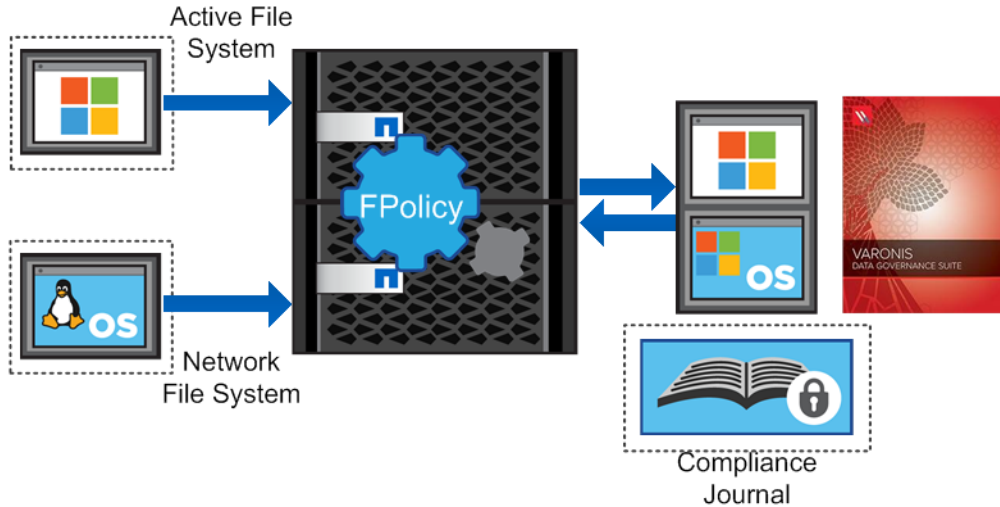 Active File
System
FPolicy
OS
Network
File System
OS
VARONIS
DATA GOVERNANCE SUITE
Compliance
Journal